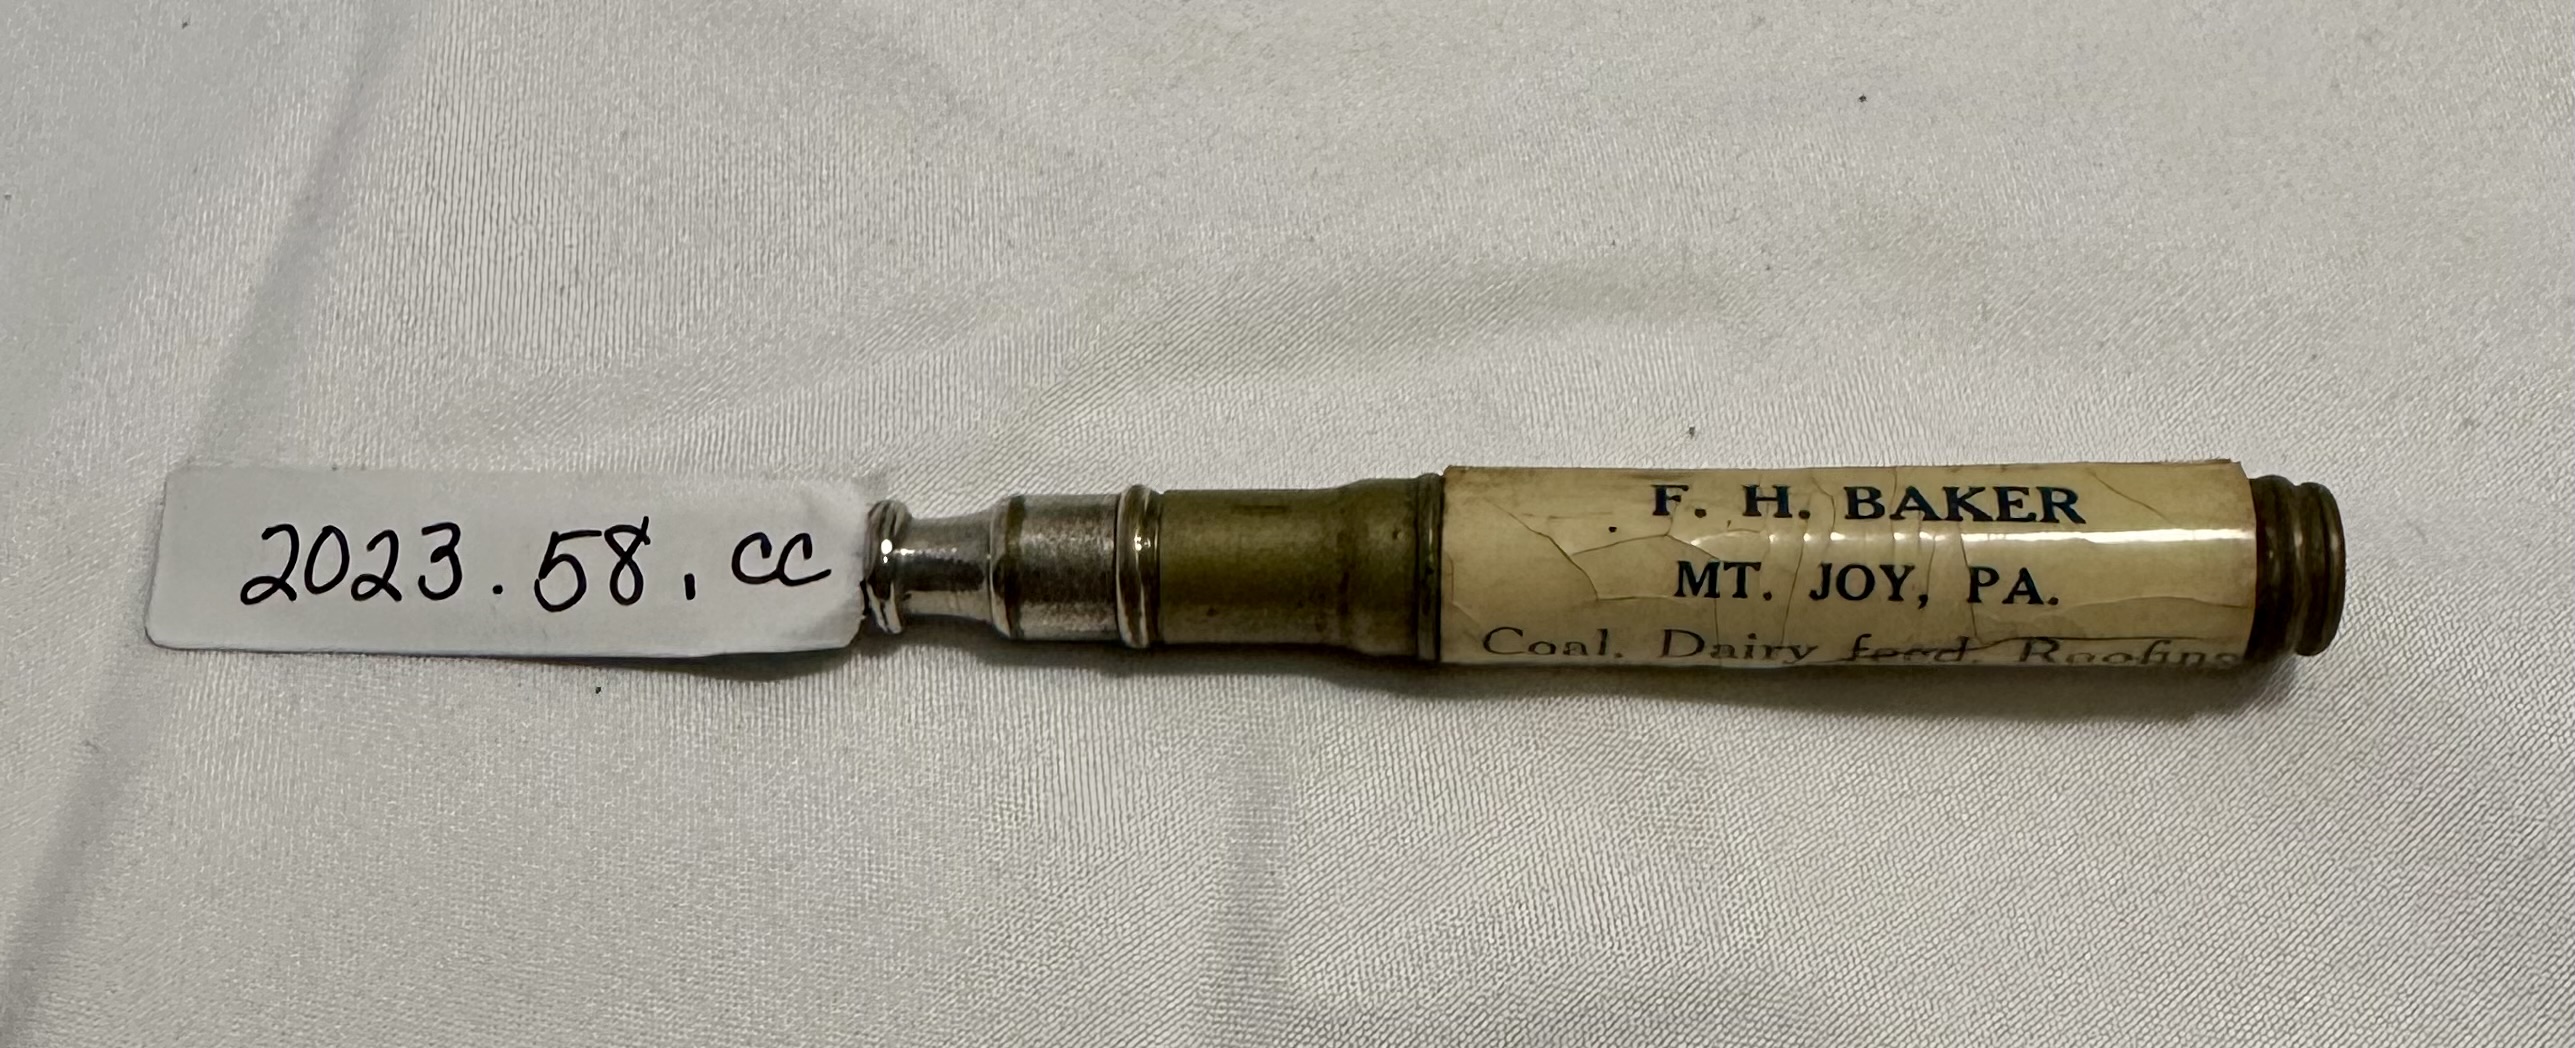 2023.58.cc
F. H. BAKER
MT. JOY, PA.
Coal, Dairy feed, Roofing